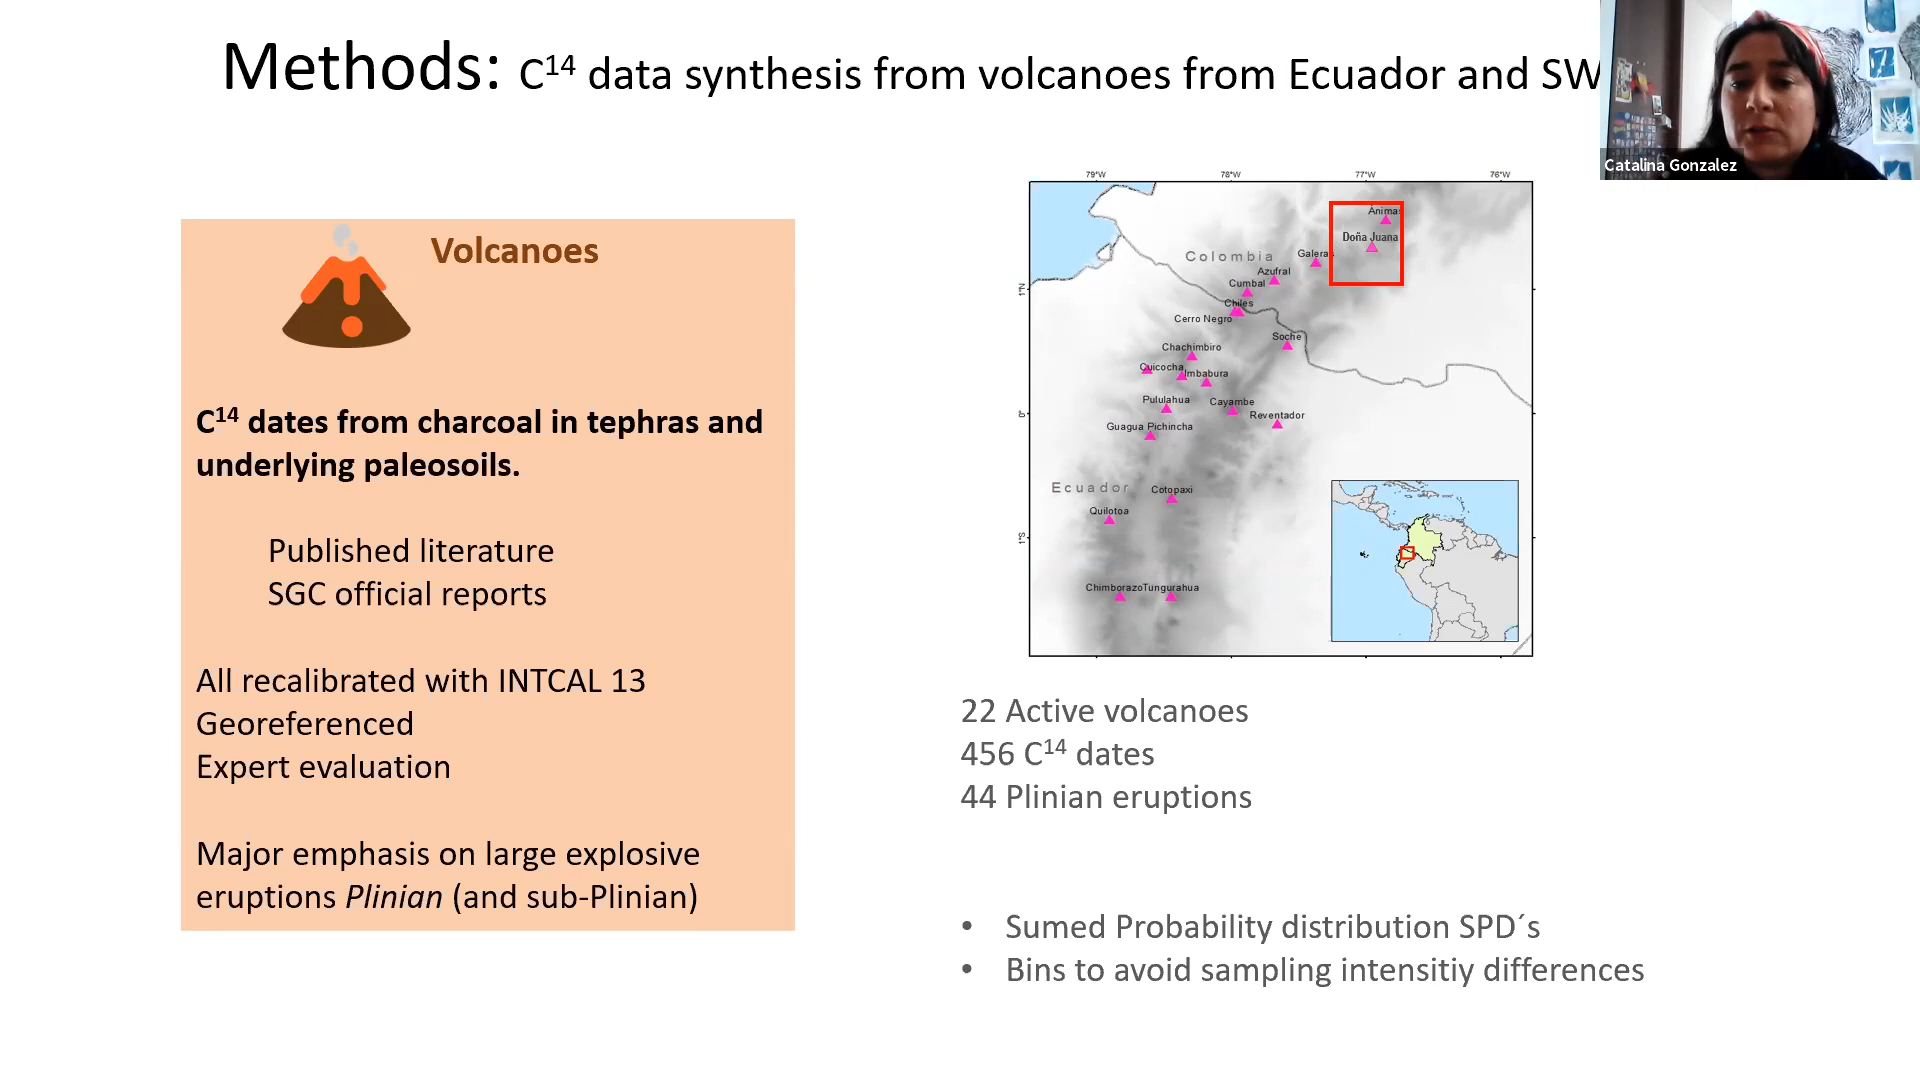 Methods: C14 data synthesis from volcanoes from Ecuador and SW
Catalina Gonzalez
Volcanoes
C14 dates from charcoal in tephras and
underlying paleosoils.
Published literature
SGC official reports
All recalibrated with INTCAL 13
Georeferenced
Expert evaluation
Major emphasis on large explosive
eruptions Plinian (and sub-Plinian)
79°W
78°W
77°W
76°W
1°N
0°
1°S
Anima
Doña Juana
Colombia
Galera
Azufral
Cumbal
Chiles
Cerro Negro
Soche
Chachimbiro
Cuicocha
Imbabura
Pululahua
Cayambe
Reventador
Guagua Pichincha
Ecuador
Cotopaxi
Quilotoa
Chimborazo
Tungurahua
22 Active volcanoes
456 C14 dates
44 Plinian eruptions
• Sumed Probability distribution SPD´s
• Bins to avoid sampling intensitiy differences